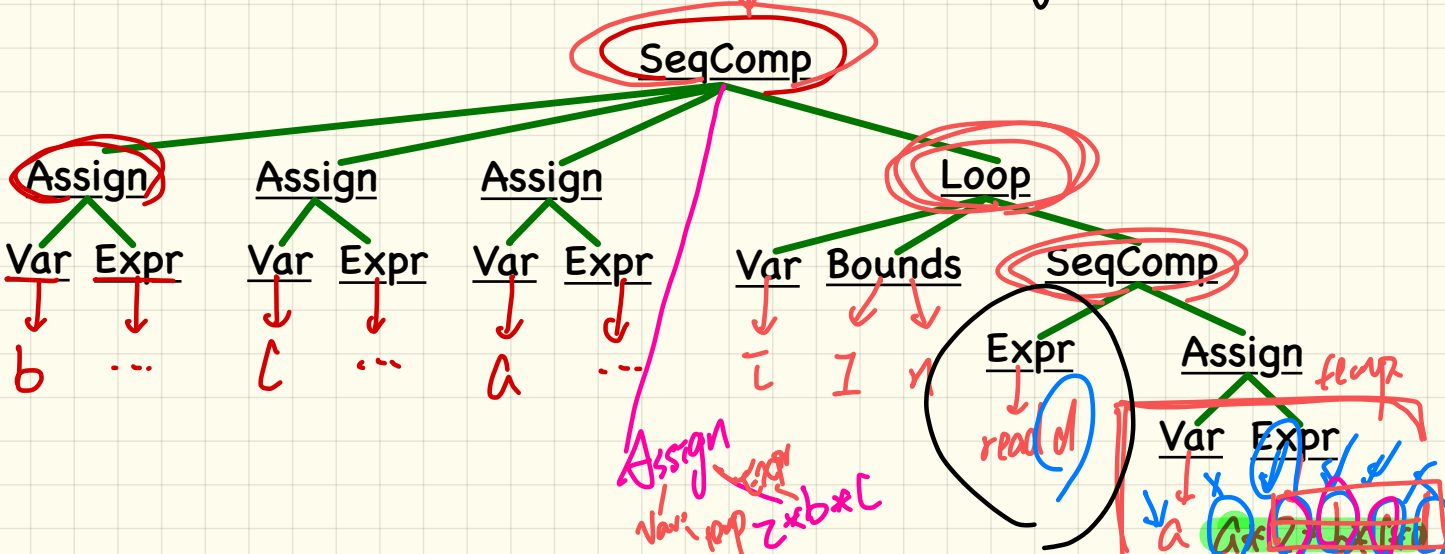 SeqComp
Assign Assign Assign Loop
Var Expr Var Expr Var Expr Var Bounds SeqComp
b ... c ... a ... i 1 n
Expr Assign
temp
read d
Var Expr
Assign
Var: temp
Expr
2*b*c
a